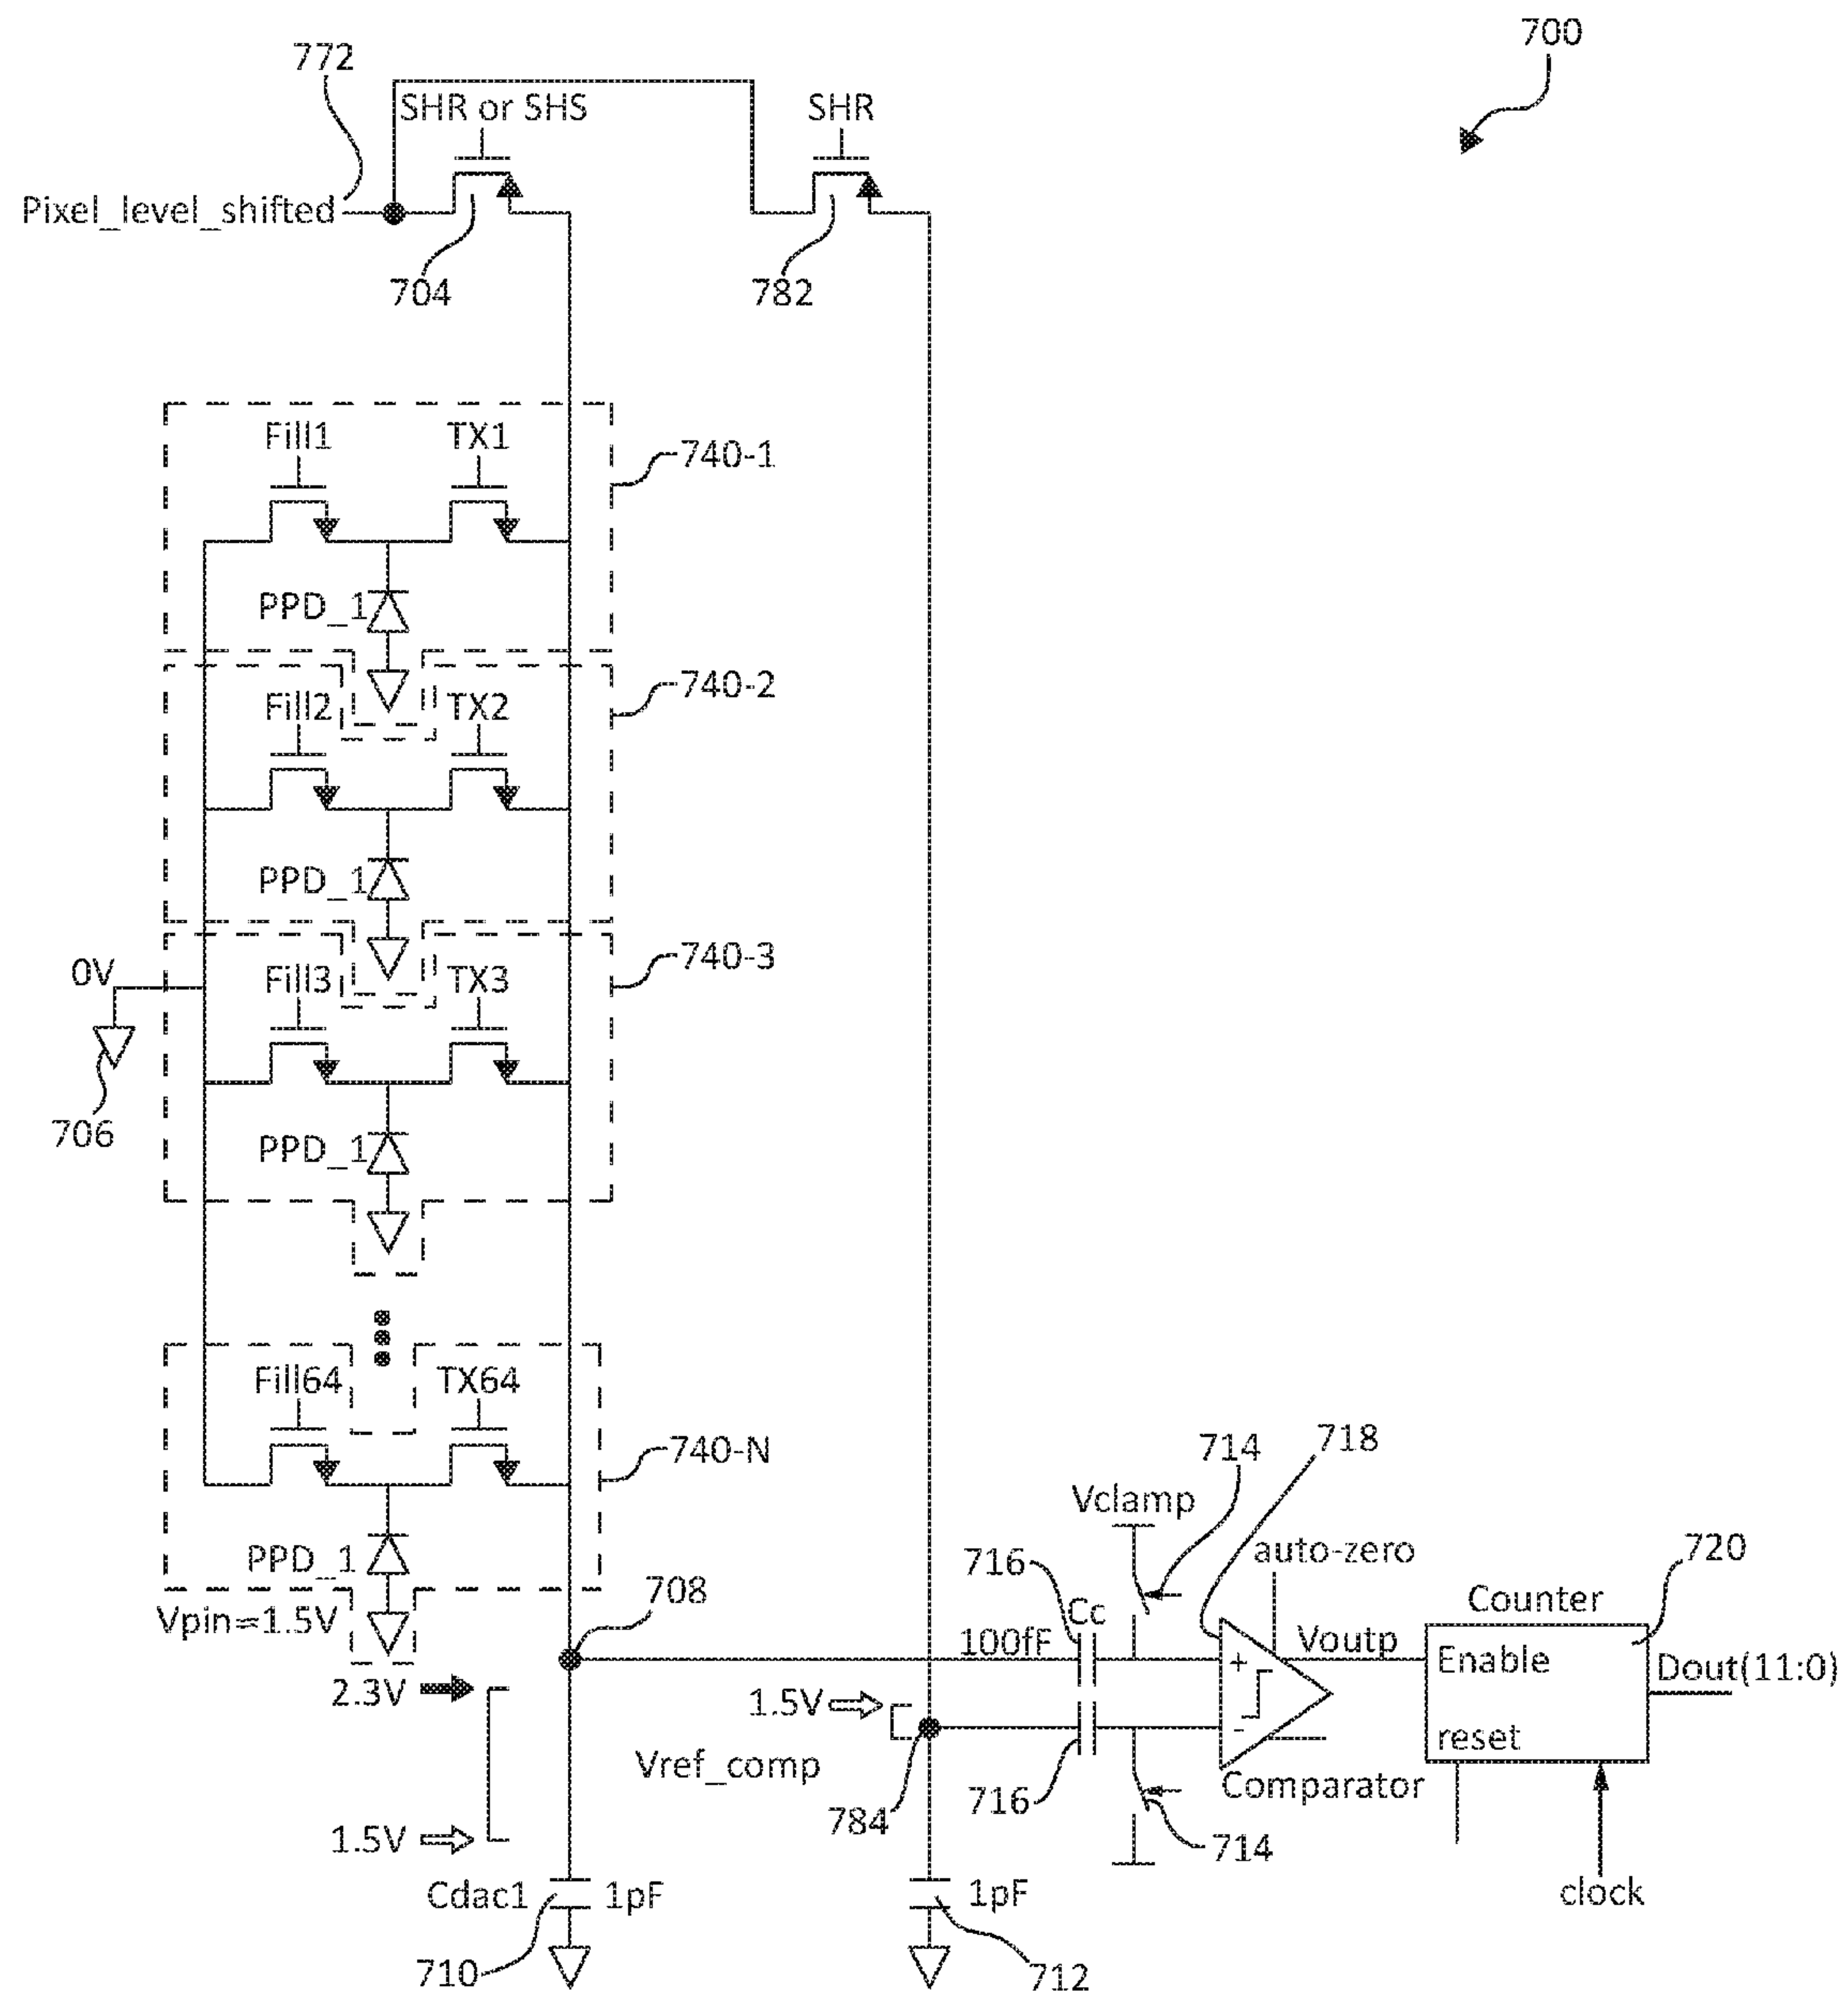 700
772
SHR or SHS
SHR
Pixel_level_shifted
704
782
Fill1
TX1
740-1
PPD_1
740-2
Fill2
TX2
PPD_1
740-3
0V
Fill3
TX3
706
PPD_1
Fill64
TX64
740-N
714
718
Vclamp
PPD_1
716
auto-zero
720
708
Counter
Vpin=1.5V
Cc
100fF
Voutp
+
Enable
Dout(11:0)
2.3V
1.5V
-
reset
Vref_comp
Comparator
784
716
714
1.5V
Cdac1
1pF
1pF
clock
710
712